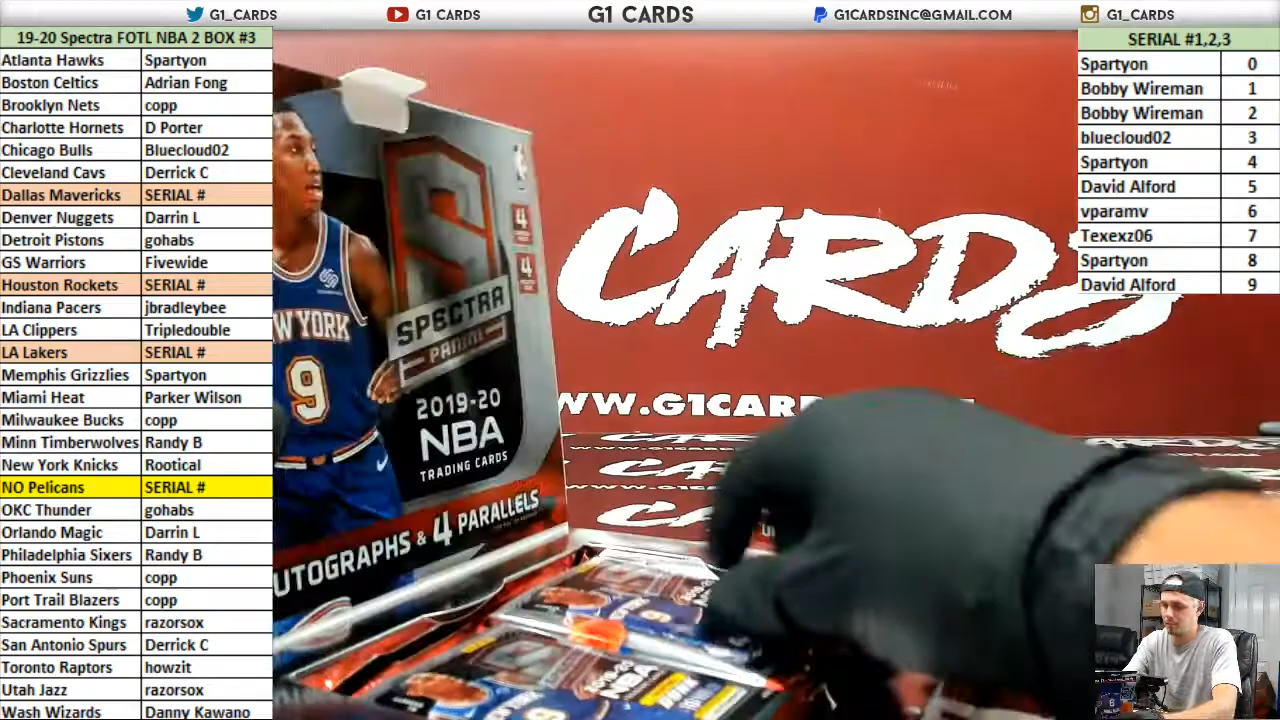 G1_CARDS
G1 CARDS
G1 CARDS
G1CARDSINC@GMAIL.COM
G1_CARDS
19-20 Spectra FOTL NBA 2 BOX #3
Atlanta Hawks Spartyon
Boston Celtics Adrian Fong
Brooklyn Nets copp
Charlotte Hornets D Porter
Chicago Bulls Bluecloud02
Cleveland Cavs Derrick C
Dallas Mavericks SERIAL #
Denver Nuggets Darrin L
Detroit Pistons gohabs
GS Warriors Fivewide
Houston Rockets SERIAL #
Indiana Pacers jbradleybee
LA Clippers Tripledouble
LA Lakers SERIAL #
Memphis Grizzlies Spartyon
Miami Heat Parker Wilson
Milwaukee Bucks copp
Minn Timberwolves Randy B
New York Knicks Rootical
NO Pelicans SERIAL #
OKC Thunder gohabs
Orlando Magic Darrin L
Philadelphia Sixers Randy B
Phoenix Suns copp
Port Trail Blazers copp
Sacramento Kings razorsox
San Antonio Spurs Derrick C
Toronto Raptors howzit
Utah Jazz razorsox
Wash Wizards Danny Kawano
SERIAL #1,2,3
Spartyon 0
Bobby Wireman 1
Bobby Wireman 2
bluecloud02 3
Spartyon 4
David Alford 5
vparamv 6
Texexz06 7
Spartyon 8
David Alford 9
CARDS
WW.G1CAR
W YORK
9
4
4
SPECTRA
PANINI
2019-20
NBA
TRADING CARDS
UTOGRAPHS & 4 PARALLELS
2019-20
NBA